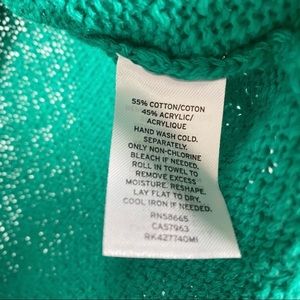 55% COTTON/COTON
45% ACRYLIC/
ACRYLIQUE
HAND WASH COLD.
SEPARATELY.
ONLY NON-CHLORINE
BLEACH IF NEEDED.
ROLL IN TOWEL TO
REMOVE EXCESS
MOISTURE. RESHAPE.
LAY FLAT TO DRY.
COOL IRON IF NEEDED.
RN58665
CA57963
RK427740MI